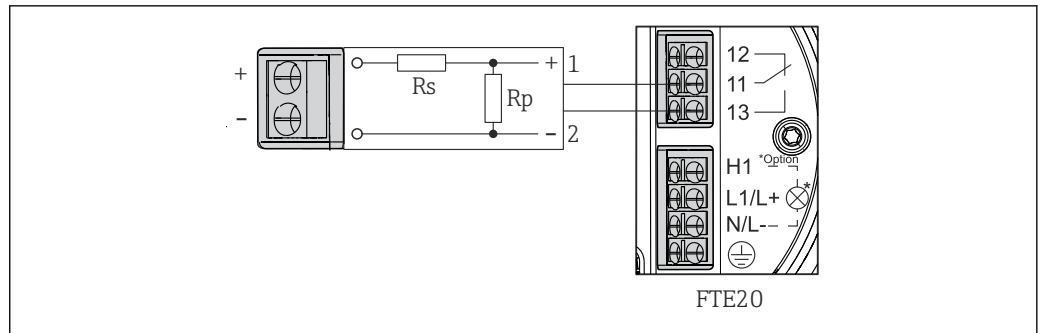 +
-
Rs
Rp
+ 1
- 2
12
11
13
H1 *Option
L1/L+ *
N/L-
FTE20